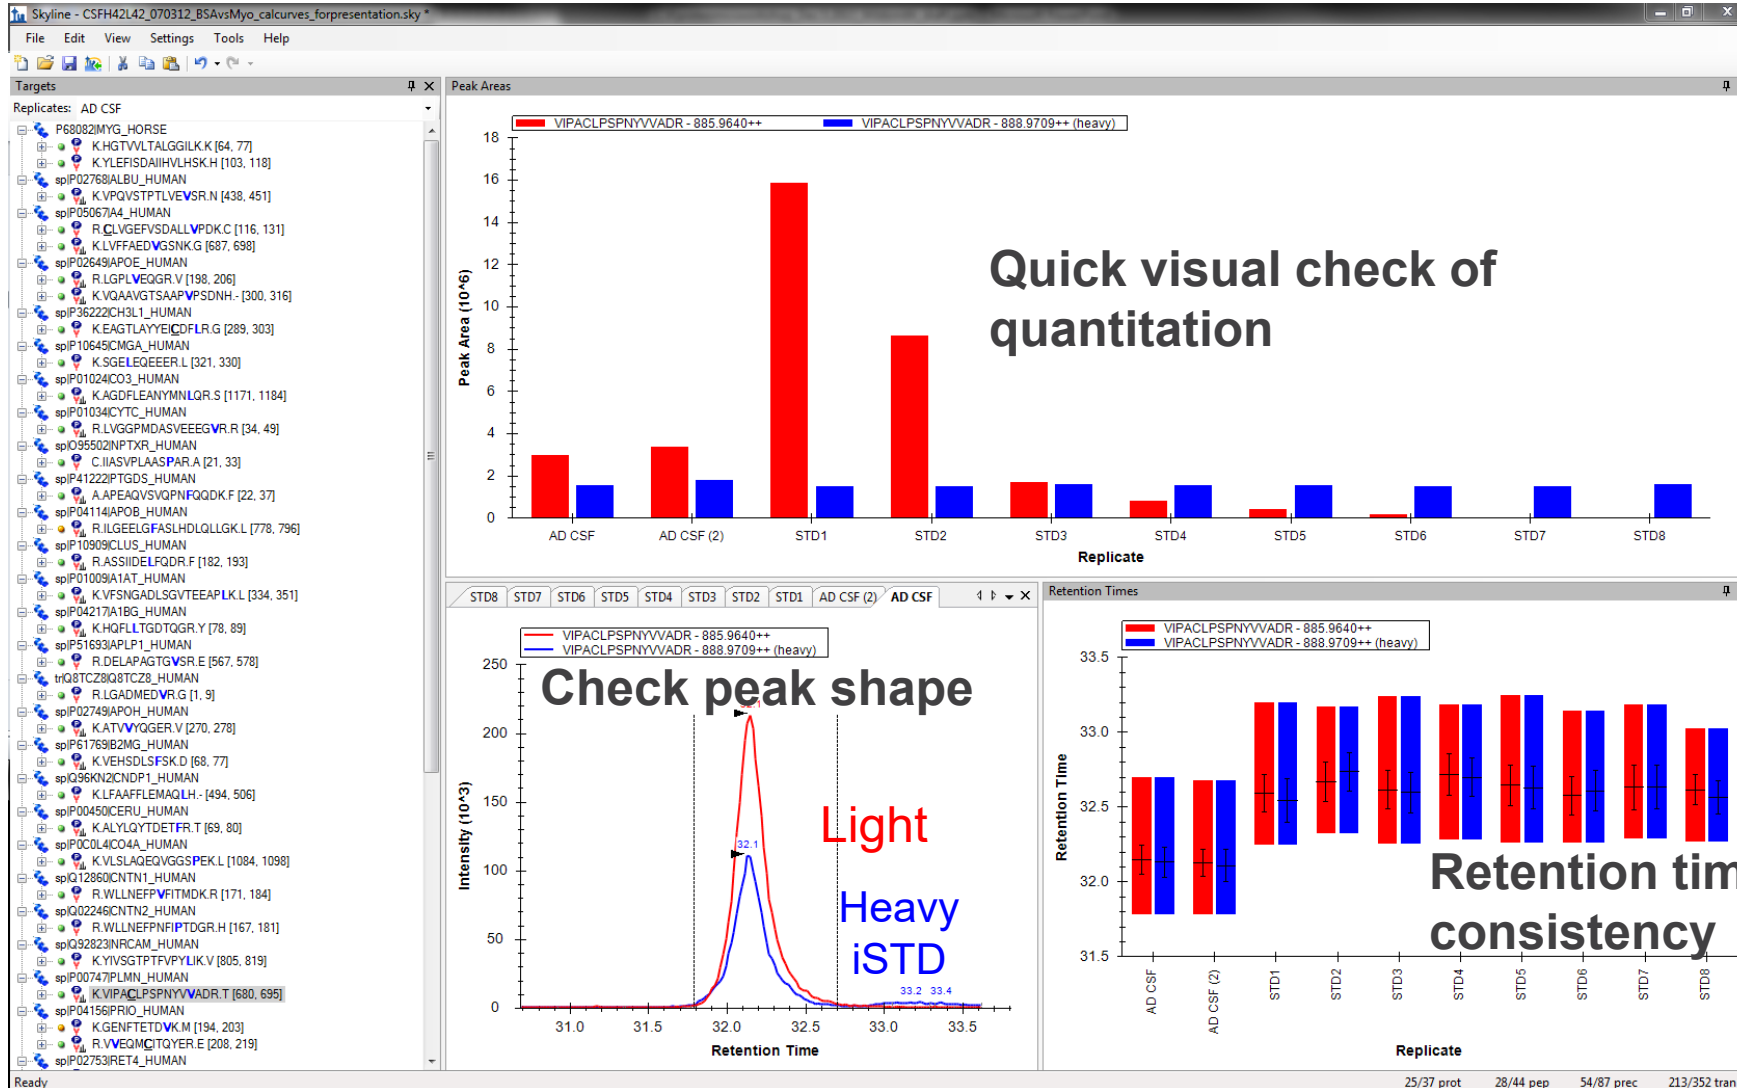 Skyline - CSFH42L42_070312_BSAvsMyo_calcurves_forpresentation.sky *
File Edit View Settings Tools Help
Targets
Replicates: AD CSF
P68082|MYG_HORSE
K.HGTVVLTALGGILK.K [64, 77]
K.YLEFISDAIIHVLHSK.H [103, 118]
sp|P02768|ALBU_HUMAN
K.VPQVSTPTLVEVSR.N [438, 451]
sp|P05067|A4_HUMAN
R.CLVGEFVSDALLVPDK.C [116, 131]
K.LVFFAEDVGSNK.G [687, 698]
sp|P02649|APOE_HUMAN
R.LGPLVEQGR.V [198, 206]
K.VQAAVGTSAAPVPSDNH.- [300, 316]
sp|P36222|CH3L1_HUMAN
K.EAGTLAYYEICDFLR.G [289, 303]
sp|P10645|CMGA_HUMAN
K.SGELEQEEER.L [321, 330]
sp|P01024|CO3_HUMAN
K.AGDFLEANYMNLQR.S [1171, 1184]
sp|P01034|CYTC_HUMAN
R.LVGGPMDASVEEEGVR.R [34, 49]
sp|O95502|NPTXR_HUMAN
C.IIASVPLAASPAR.A [21, 33]
sp|P41222|PTGDS_HUMAN
A.APEAQVSVQPNFQQDK.F [22, 37]
sp|P04114|APOB_HUMAN
R.ILGEELGFASLHDLQLLGK.L [778, 796]
sp|P10909|CLUS_HUMAN
R.ASSIIDELFQDR.F [182, 193]
sp|P01009|A1AT_HUMAN
K.VFSNGADLSGVTEEAPLK.L [334, 351]
sp|P04217|A1BG_HUMAN
K.HQFLLTGDTQGR.Y [78, 89]
sp|P51693|APLP1_HUMAN
R.DELAPAGTGVSR.E [567, 578]
tr|Q8TCZ8|Q8TCZ8_HUMAN
R.LGADMEDVR.G [1, 9]
sp|P02749|APOH_HUMAN
K.ATVVYQGER.V [270, 278]
sp|P61769|B2MG_HUMAN
K.VEHSDLSFSK.D [68, 77]
sp|Q96KN2|CNDP1_HUMAN
K.LFAAFFLEMAQLH.- [494, 506]
sp|P00450|CERU_HUMAN
K.ALYLQYTDETFR.T [69, 80]
sp|P0C0L4|CO4A_HUMAN
K.VLSLAQEQVGGSPEK.L [1084, 1098]
sp|Q12860|CNTN1_HUMAN
R.WLLNEFPVFITMDK.R [171, 184]
sp|Q02246|CNTN2_HUMAN
R.WLLNEFPNFIPTDGR.H [167, 181]
sp|Q92823|NRCAM_HUMAN
K.YIVSGTPTFVPYLIK.V [805, 819]
sp|P00747|PLMN_HUMAN
K.VIPACLPSPNYVVADR.T [680, 695]
sp|P04156|PRIO_HUMAN
K.GENFTETDVK.M [194, 203]
R.VVEQMCITQYER.E [208, 219]
sp|P02753|RET4_HUMAN
Peak Areas
VIPACLPSPNYVVADR - 885.9640++ VIPACLPSPNYVVADR - 888.9709++ (heavy)
Peak Area (10^6)
18
16
14
12
10
8
6
4
2
0
Quick visual check of
quantitation
AD CSF AD CSF (2) STD1 STD2 STD3 STD4 STD5 STD6 STD7 STD8
Replicate
STD8 STD7 STD6 STD5 STD4 STD3 STD2 STD1 AD CSF (2) AD CSF
VIPACLPSPNYVVADR - 885.9640++
VIPACLPSPNYVVADR - 888.9709++ (heavy)
Check peak shape
Intensity (10^3)
250
200
150
100
50
0
32.1
Light
Heavy
iSTD
33.2 33.4
31.0 31.5 32.0 32.5 33.0 33.5
Retention Time
Retention Times
VIPACLPSPNYVVADR - 885.9640++
VIPACLPSPNYVVADR - 888.9709++ (heavy)
Retention Time
33.5
33.0
32.5
32.0
31.5
Retention tim
consistency
AD CSF AD CSF (2) STD1 STD2 STD3 STD4 STD5 STD6 STD7 STD8
Replicate
Ready
25/37 prot 28/44 pep 54/87 prec 213/352 tran